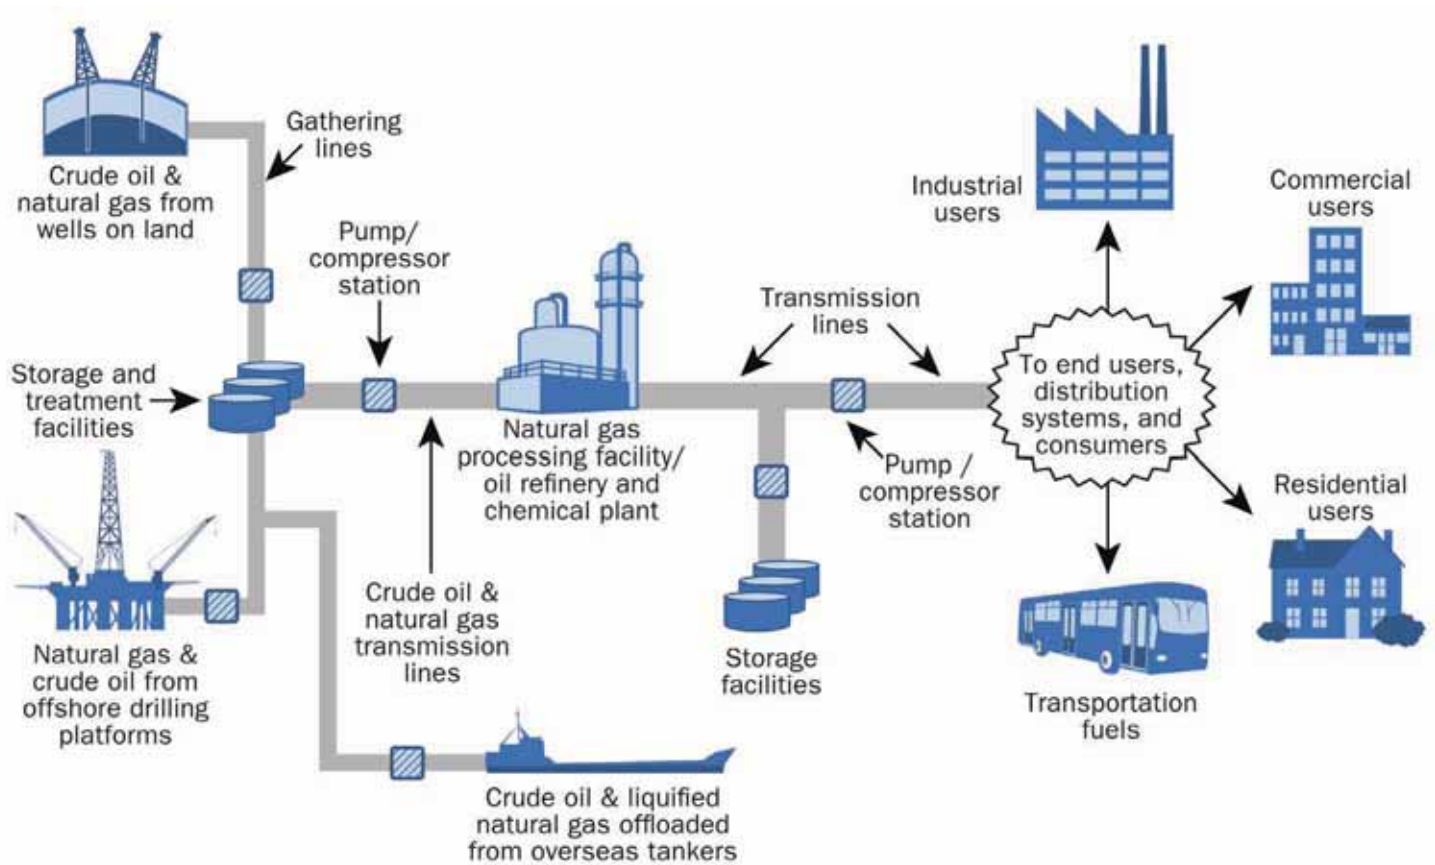 Gathering
lines
Crude oil &
natural gas from
wells on land
Pump/
compressor
station
Storage and
treatment
facilities
Natural gas
processing facility/
oil refinery and
chemical plant
Transmission
lines
Industrial
users
Commercial
users
To end users,
distribution
systems, and
consumers
Pump /
compressor
station
Residential
users
Crude oil &
natural gas
transmission
lines
Natural gas &
crude oil from
offshore drilling
platforms
Storage
facilities
Transportation
fuels
Crude oil & liquified
natural gas offloaded
from overseas tankers